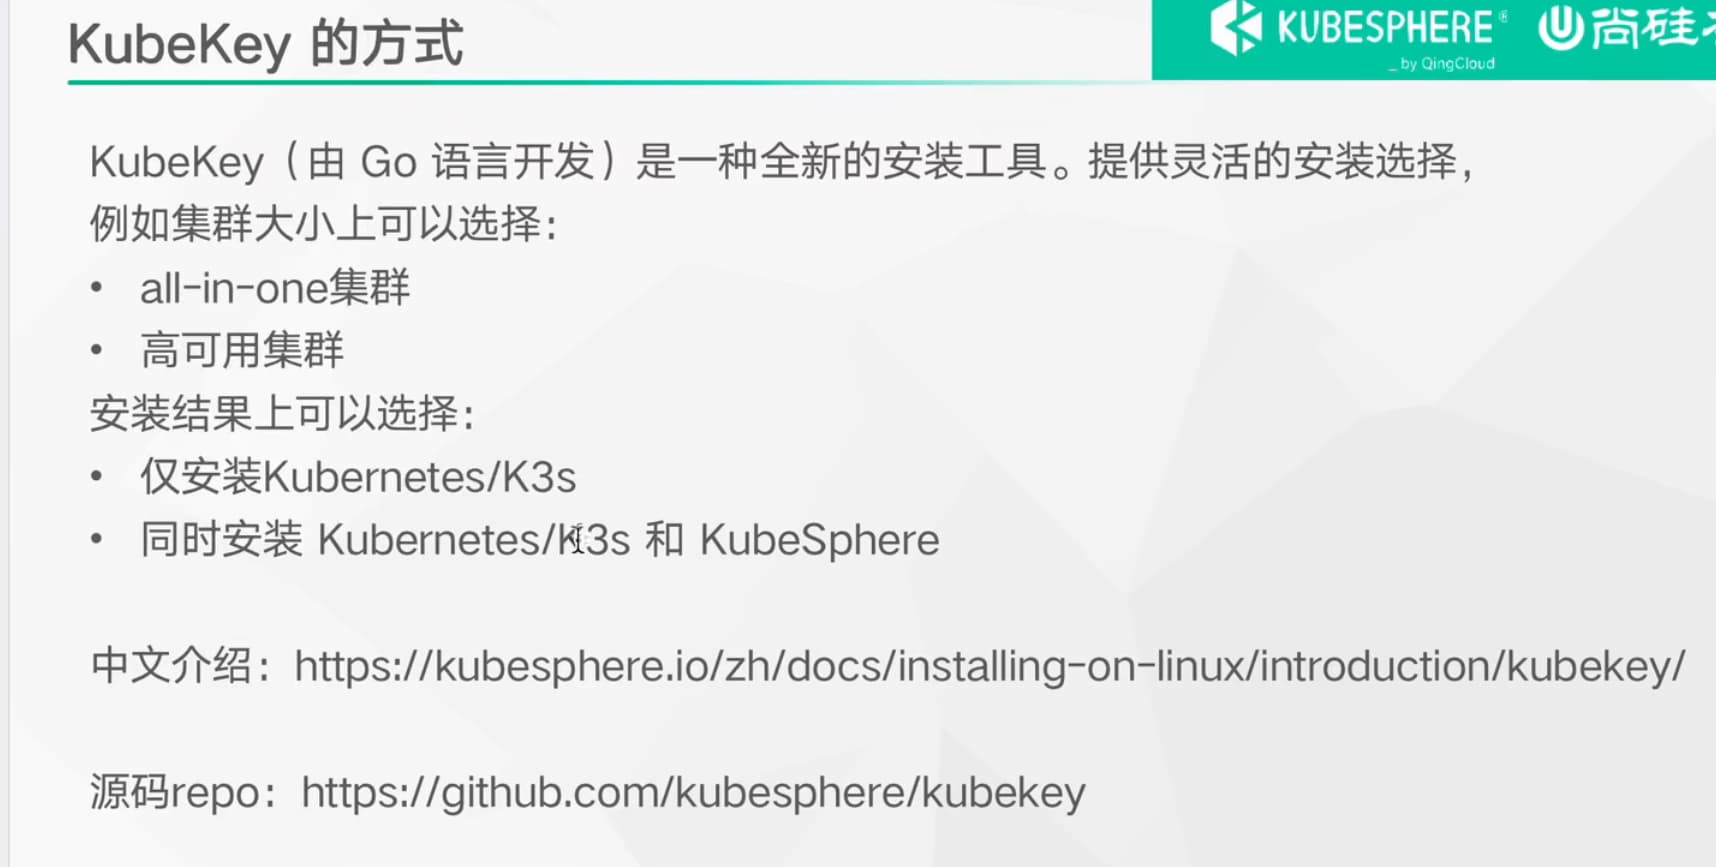 KubeKey 的方式
KUBESPHERE®
_ by QingCloud
尚硅
KubeKey（由 Go 语言开发）是一种全新的安装工具。提供灵活的安装选择，
例如集群大小上可以选择：
• all-in-one集群
• 高可用集群
安装结果上可以选择：
• 仅安装Kubernetes/K3s
• 同时安装 Kubernetes/K3s 和 KubeSphere
中文介绍：https://kubesphere.io/zh/docs/installing-on-linux/introduction/kubekey/
源码repo：https://github.com/kubesphere/kubekey